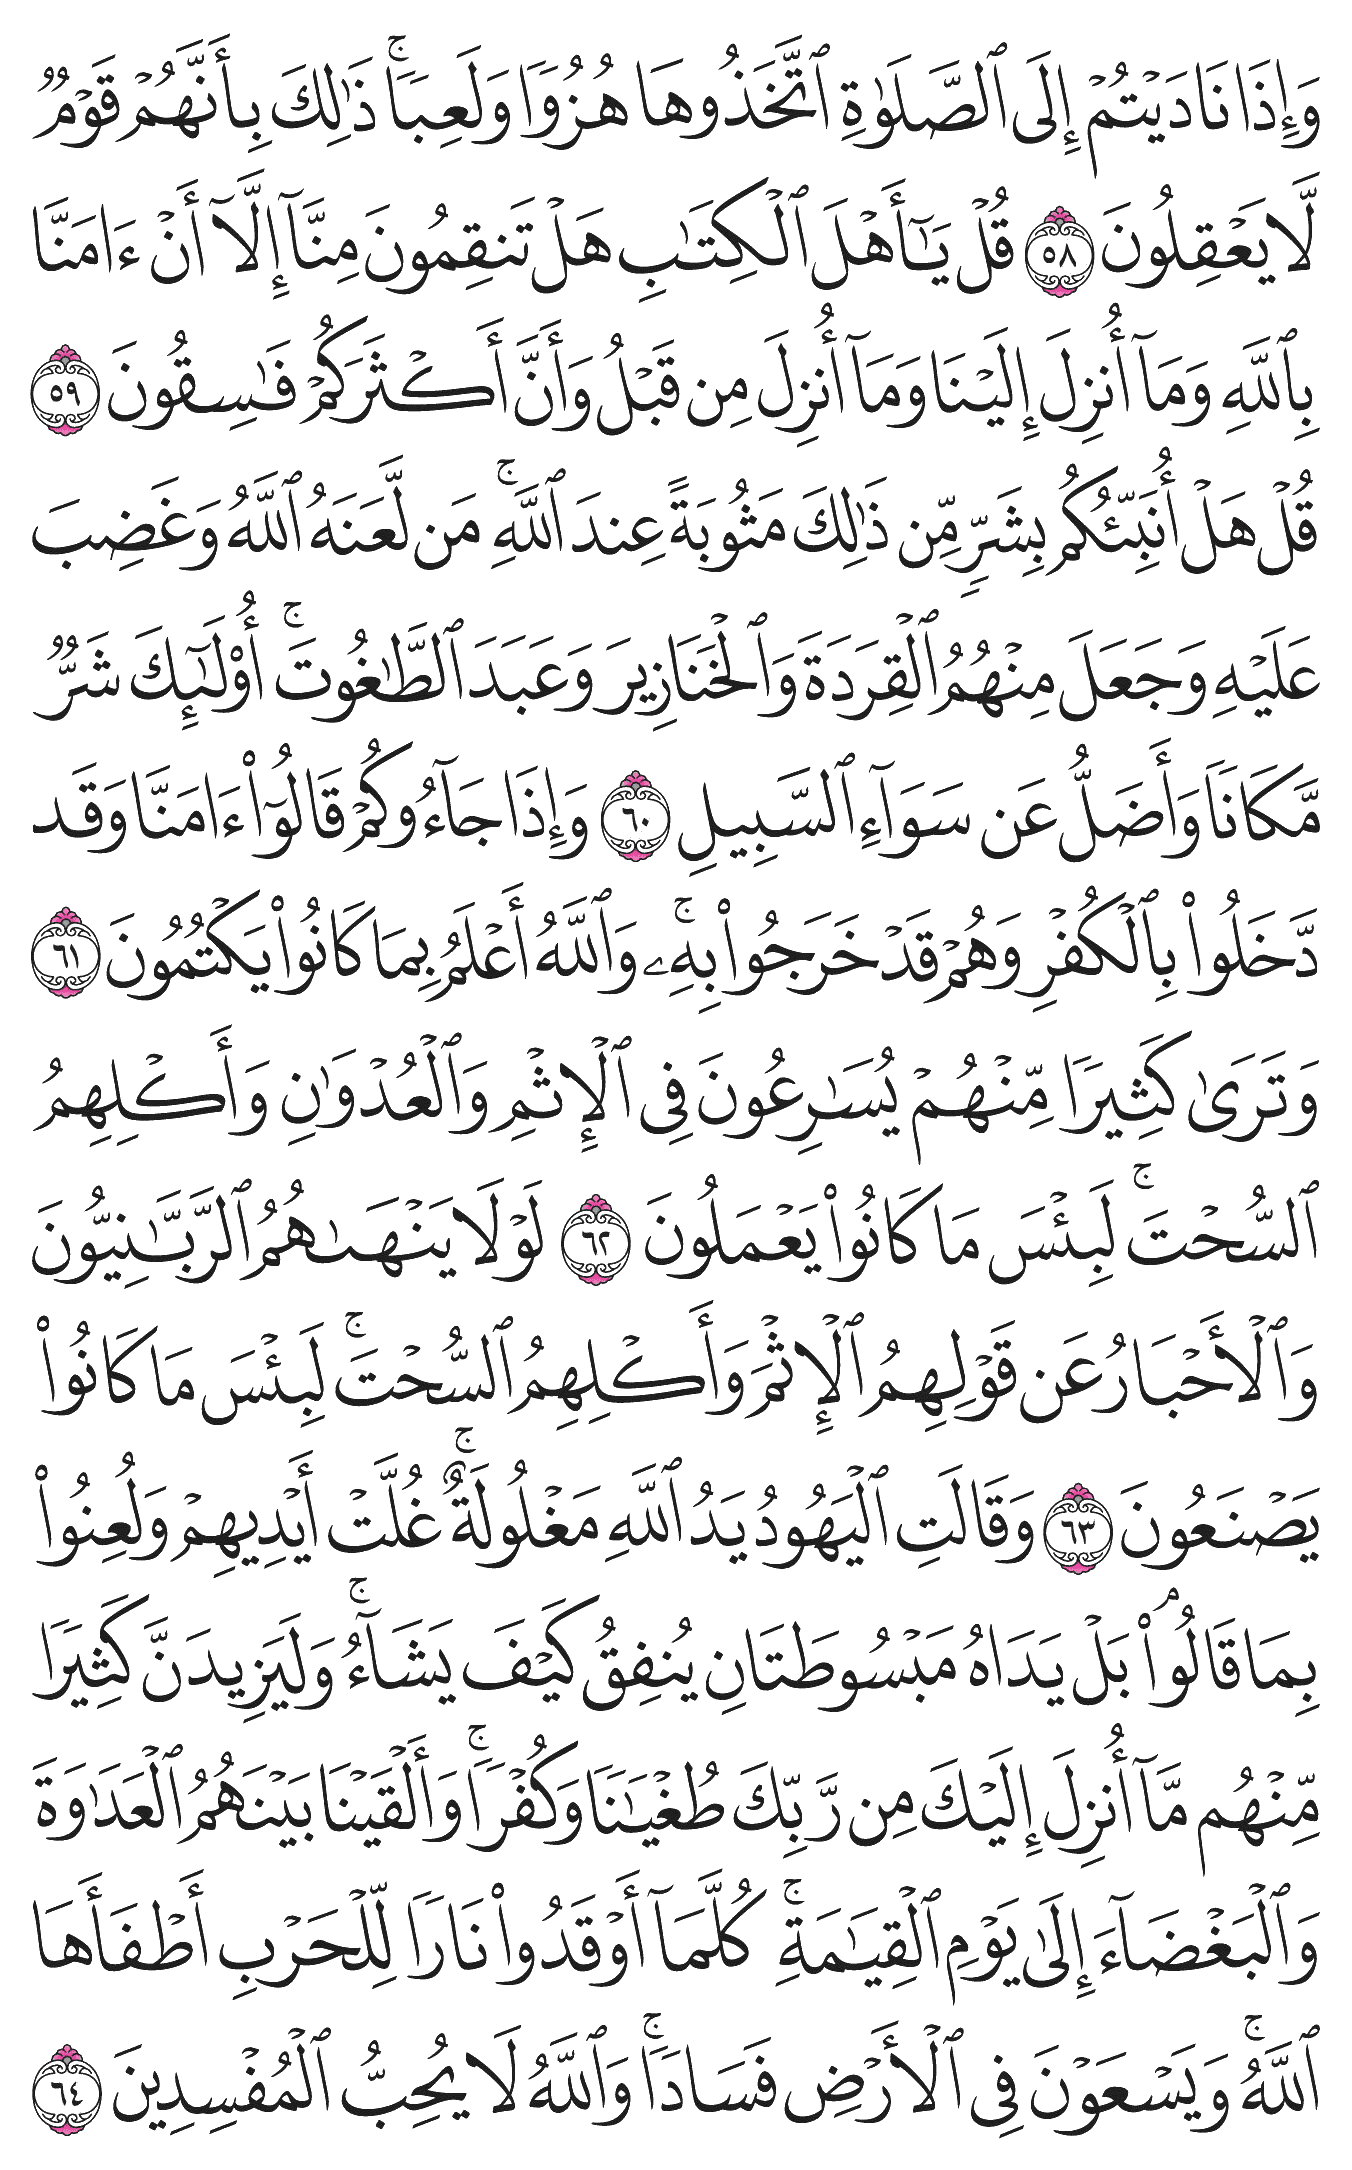 وَإِذَا نَادَيْتُمْ إِلَى ٱلصَّلَوٰةِ ٱتَّخَذُوهَا هُزُوًا وَلَعِبًاۚ ذَٰلِكَ بِأَنَّهُمْ قَوْمٌ
لَّا يَعْقِلُونَ ٥٨ قُلْ يَـٰٓأَهْلَ ٱلْكِتَـٰبِ هَلْ تَنقِمُونَ مِنَّآ إِلَّآ أَنْ ءَامَنَّا
بِٱللَّهِ وَمَآ أُنزِلَ إِلَيْنَا وَمَآ أُنزِلَ مِن قَبْلُ وَأَنَّ أَكْثَرَكُمْ فَـٰسِقُونَ ٥٩
قُلْ هَلْ أُنَبِّئُكُم بِشَرٍّ مِّن ذَٰلِكَ مَثُوبَةً عِندَ ٱللَّهِۚ مَن لَّعَنَهُ ٱللَّهُ وَغَضِبَ
عَلَيْهِ وَجَعَلَ مِنْهُمُ ٱلْقِرَدَةَ وَٱلْخَنَازِيرَ وَعَبَدَ ٱلطَّـٰغُوتَۚ أُو۟لَـٰٓئِكَ شَرٌّ
مَّكَانًا وَأَضَلُّ عَن سَوَآءِ ٱلسَّبِيلِ ٦٠ وَإِذَا جَآءُوكُمْ قَالُوٓا۟ ءَامَنَّا وَقَد
دَّخَلُوا۟ بِٱلْكُفْرِ وَهُمْ قَدْ خَرَجُوا۟ بِهِۦۚ وَٱللَّهُ أَعْلَمُ بِمَا كَانُوا۟ يَكْتُمُونَ ٦١
وَتَرَىٰ كَثِيرًا مِّنْهُمْ يُسَـٰرِعُونَ فِى ٱلْإِثْمِ وَٱلْعُدْوَٰنِ وَأَكْلِهِمُ
ٱلسُّحْتَۚ لَبِئْسَ مَا كَانُوا۟ يَعْمَلُونَ ٦٢ لَوْلَا يَنْهَىٰهُمُ ٱلرَّبَّـٰنِيُّونَ
وَٱلْأَحْبَارُ عَن قَوْلِهِمُ ٱلْإِثْمَ وَأَكْلِهِمُ ٱلسُّحْتَۚ لَبِئْسَ مَا كَانُوا۟
يَصْنَعُونَ ٦٣ وَقَالَتِ ٱلْيَهُودُ يَدُ ٱللَّهِ مَغْلُولَةٌۚ غُلَّتْ أَيْدِيهِمْ وَلُعِنُوا۟
بِمَا قَالُوا۟ۘ بَلْ يَدَاهُ مَبْسُوطَتَانِ يُنفِقُ كَيْفَ يَشَآءُۚ وَلَيَزِيدَنَّ كَثِيرًا
مِّنْهُم مَّآ أُنزِلَ إِلَيْكَ مِن رَّبِّكَ طُغْيَـٰنًا وَكُفْرًاۚ وَأَلْقَيْنَا بَيْنَهُمُ ٱلْعَدَٰوَةَ
وَٱلْبَغْضَآءَ إِلَىٰ يَوْمِ ٱلْقِيَـٰمَةِۚ كُلَّمَآ أَوْقَدُوا۟ نَارًا لِّلْحَرْبِ أَطْفَأَهَا
ٱللَّهُۚ وَيَسْعَوْنَ فِى ٱلْأَرْضِ فَسَادًاۚ وَٱللَّهُ لَا يُحِبُّ ٱلْمُفْسِدِينَ ٦٤